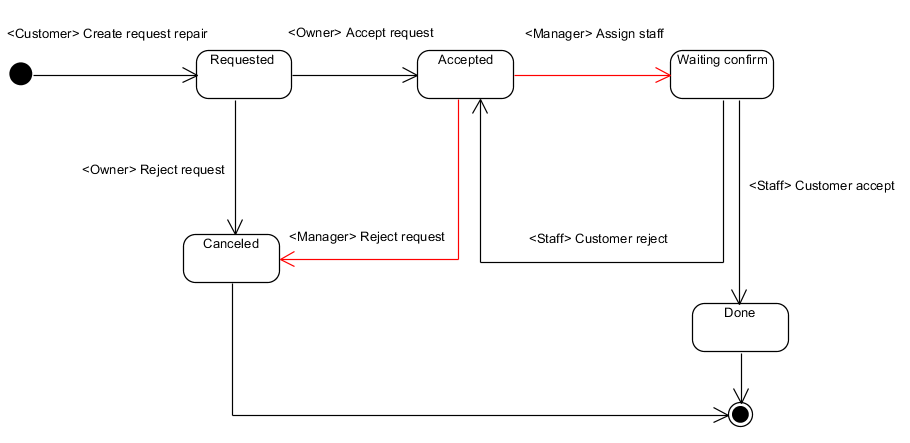 <Customer> Create request repair
<Owner> Accept request
<Manager> Assign staff
Requested
Accepted
Waiting confirm
<Owner> Reject request
<Staff> Customer accept
Canceled
<Manager> Reject request
<Staff> Customer reject
Done